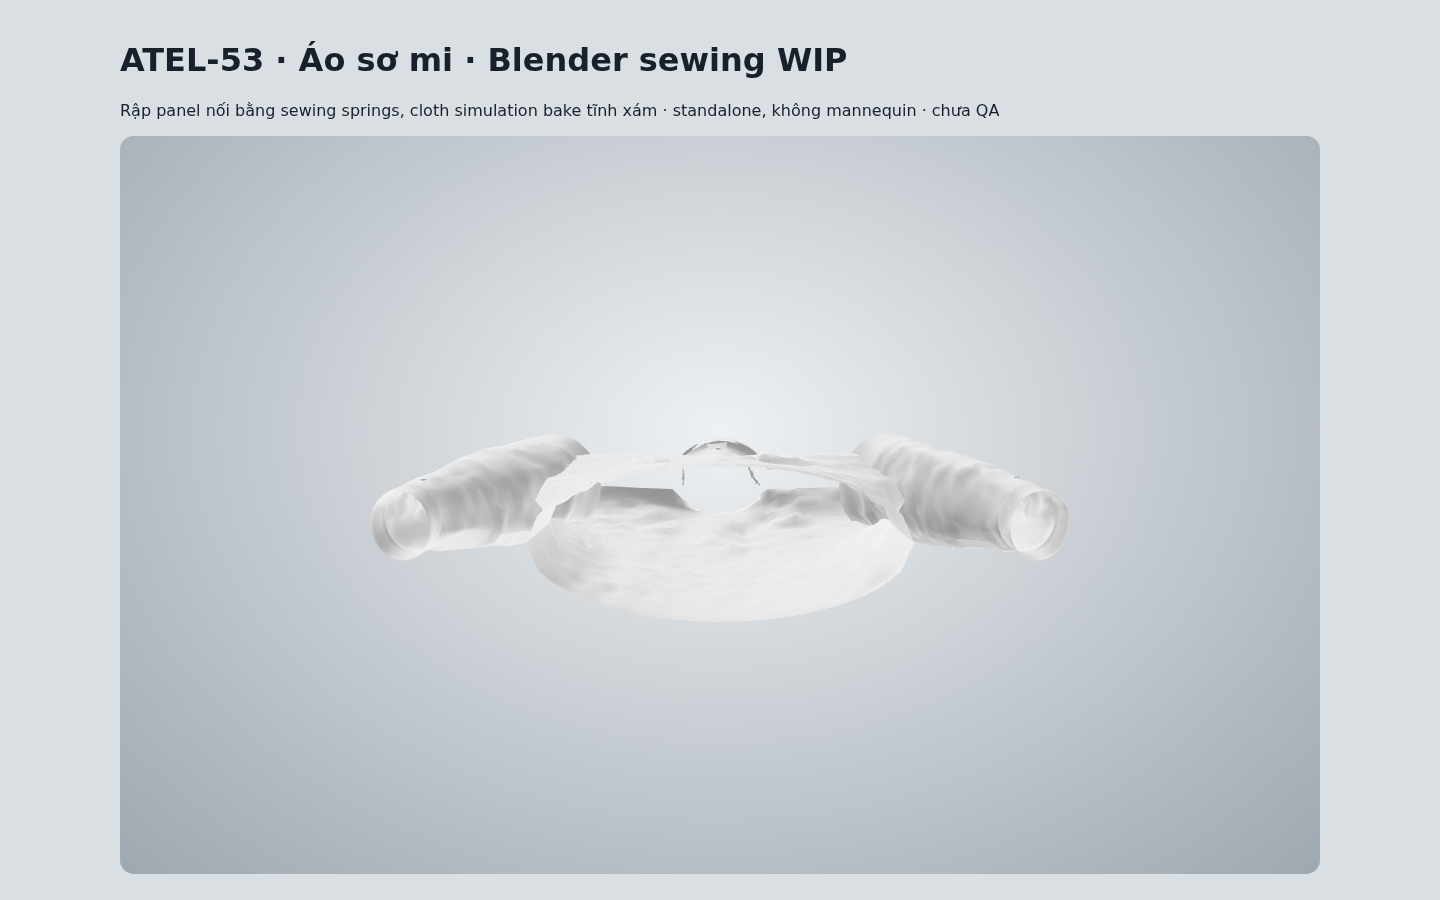 ATEL-53 · Áo sơ mi · Blender sewing WIP
Rập panel nối bằng sewing springs, cloth simulation bake tĩnh xám · standalone, không mannequin · chưa QA